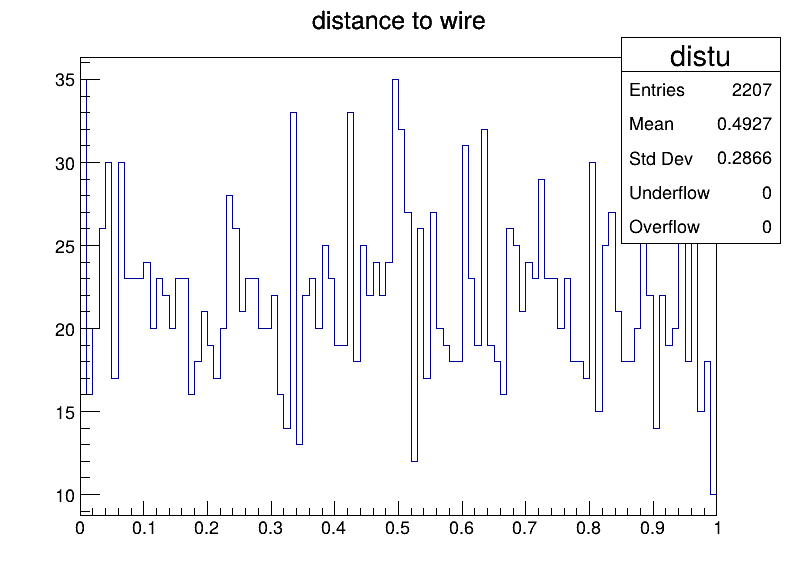 distance to wire
distu
Entries 2207
Mean 0.4927
Std Dev 0.2866
Underflow 0
Overflow 0
35
30
25
20
15
10
0 0.1 0.2 0.3 0.4 0.5 0.6 0.7 0.8 0.9 1